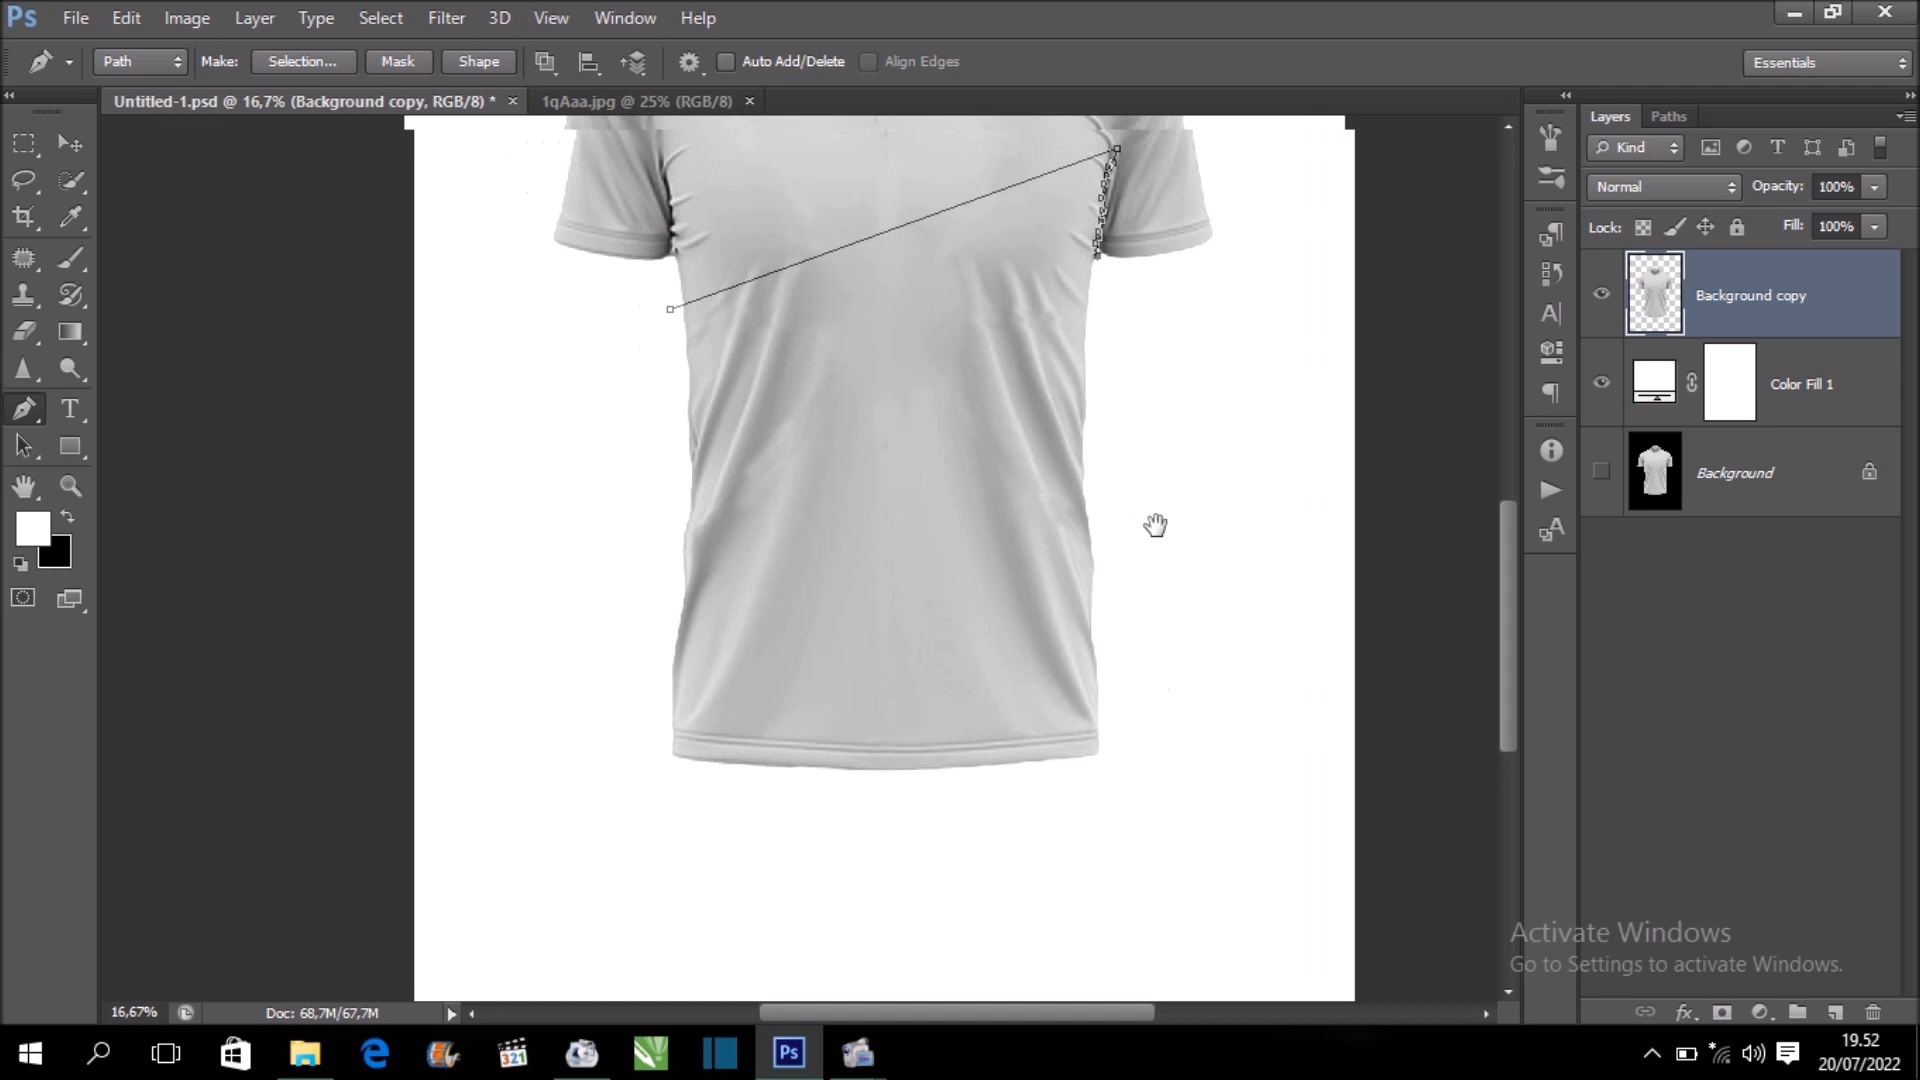 Ps File Edit Image Layer Type Select Filter 3D View Window Help
Path Make: Selection... Mask Shape Auto Add/Delete Align Edges Essentials
Untitled-1.psd @ 16,7% (Background copy, RGB/8) * 1qAaa.jpg @ 25% (RGB/8)
Layers Paths
Kind
Normal Opacity: 100%
Lock: Fill: 100%
Background copy
Color Fill 1
Background
Activate Windows
Go to Settings to activate Windows.
16,67% Doc: 68,7M/67,7M
321
Ps
19.52
20/07/2022